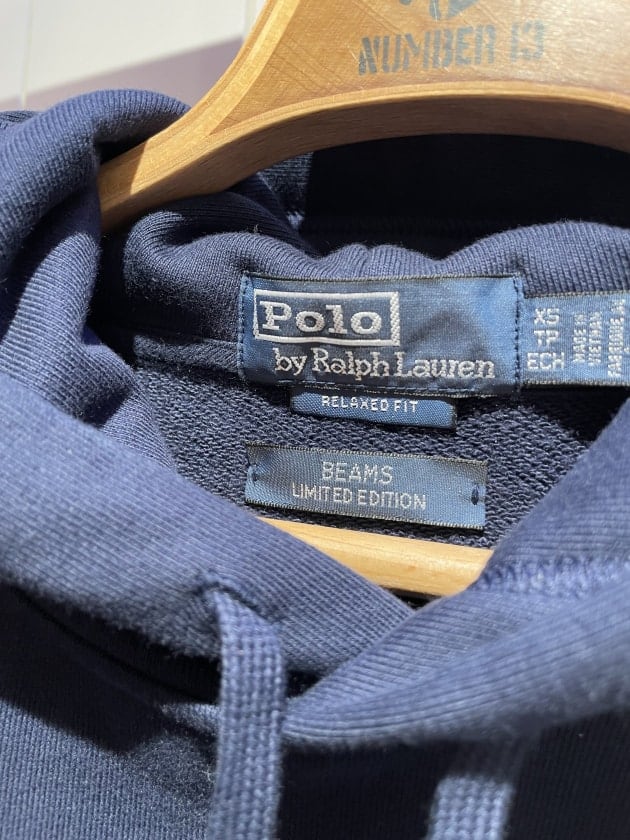 NUMBER 13
Polo
by Ralph Lauren
XS
TP
ECH
MADE IN
VIETNAM
RELAXED FIT
BEAMS
LIMITED EDITION